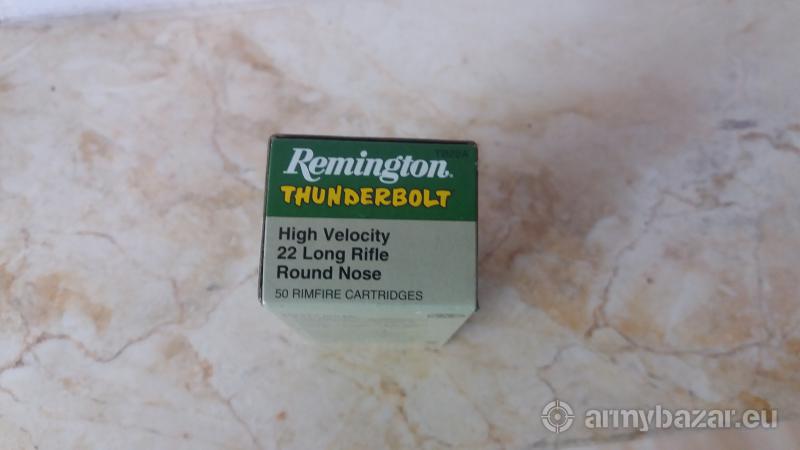 Remington
THUNDERBOLT
High Velocity
22 Long Rifle
Round Nose
50 RIMFIRE CARTRIDGES
armybazar.eu